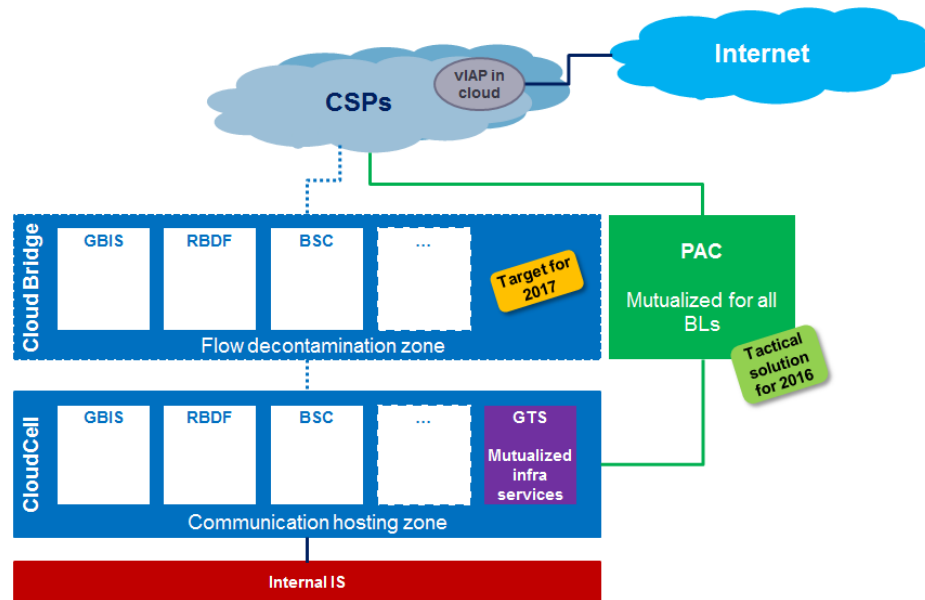 Internet
vIAP in
cloud
CSPs
Cloud Bridge
GBIS
RBDF
BSC
...
Target for
2017
Flow decontamination zone
PAC
Mutualized for all
BLs
Tactical
solution
for 2016
CloudCell
GBIS
RBDF
BSC
...
GTS
Mutualized
infra
services
Communication hosting zone
Internal IS